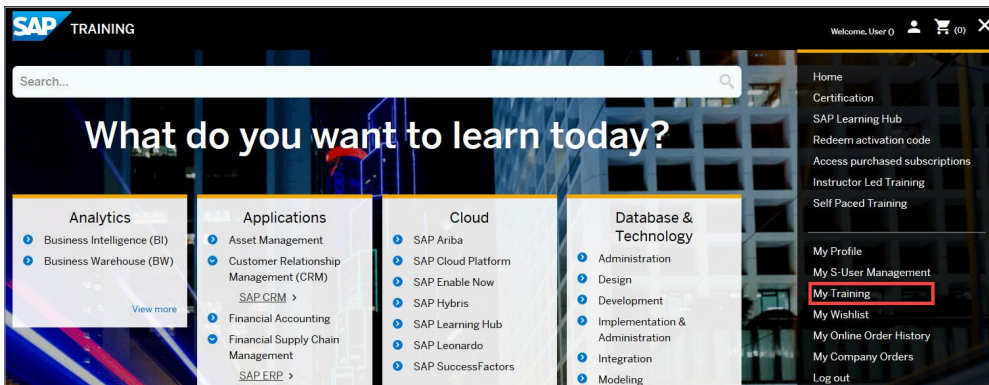 SAP TRAINING
Welcome, User ()
(0)
Search...
What do you want to learn today?
Analytics
Business Intelligence (BI)
Business Warehouse (BW)
View more
Applications
Asset Management
Customer Relationship
Management (CRM)
SAP CRM >
Financial Accounting
Financial Supply Chain
Management
SAP ERP >
Cloud
SAP Ariba
SAP Cloud Platform
SAP Enable Now
SAP Hybris
SAP Learning Hub
SAP Leonardo
SAP SuccessFactors
Database &
Technology
Administration
Design
Development
Implementation &
Administration
Integration
Modeling
Home
Certification
SAP Learning Hub
Redeem activation code
Access purchased subscriptions
Instructor Led Training
Self Paced Training
My Profile
My S-User Management
My Training
My Wishlist
My Online Order History
My Company Orders
Log out